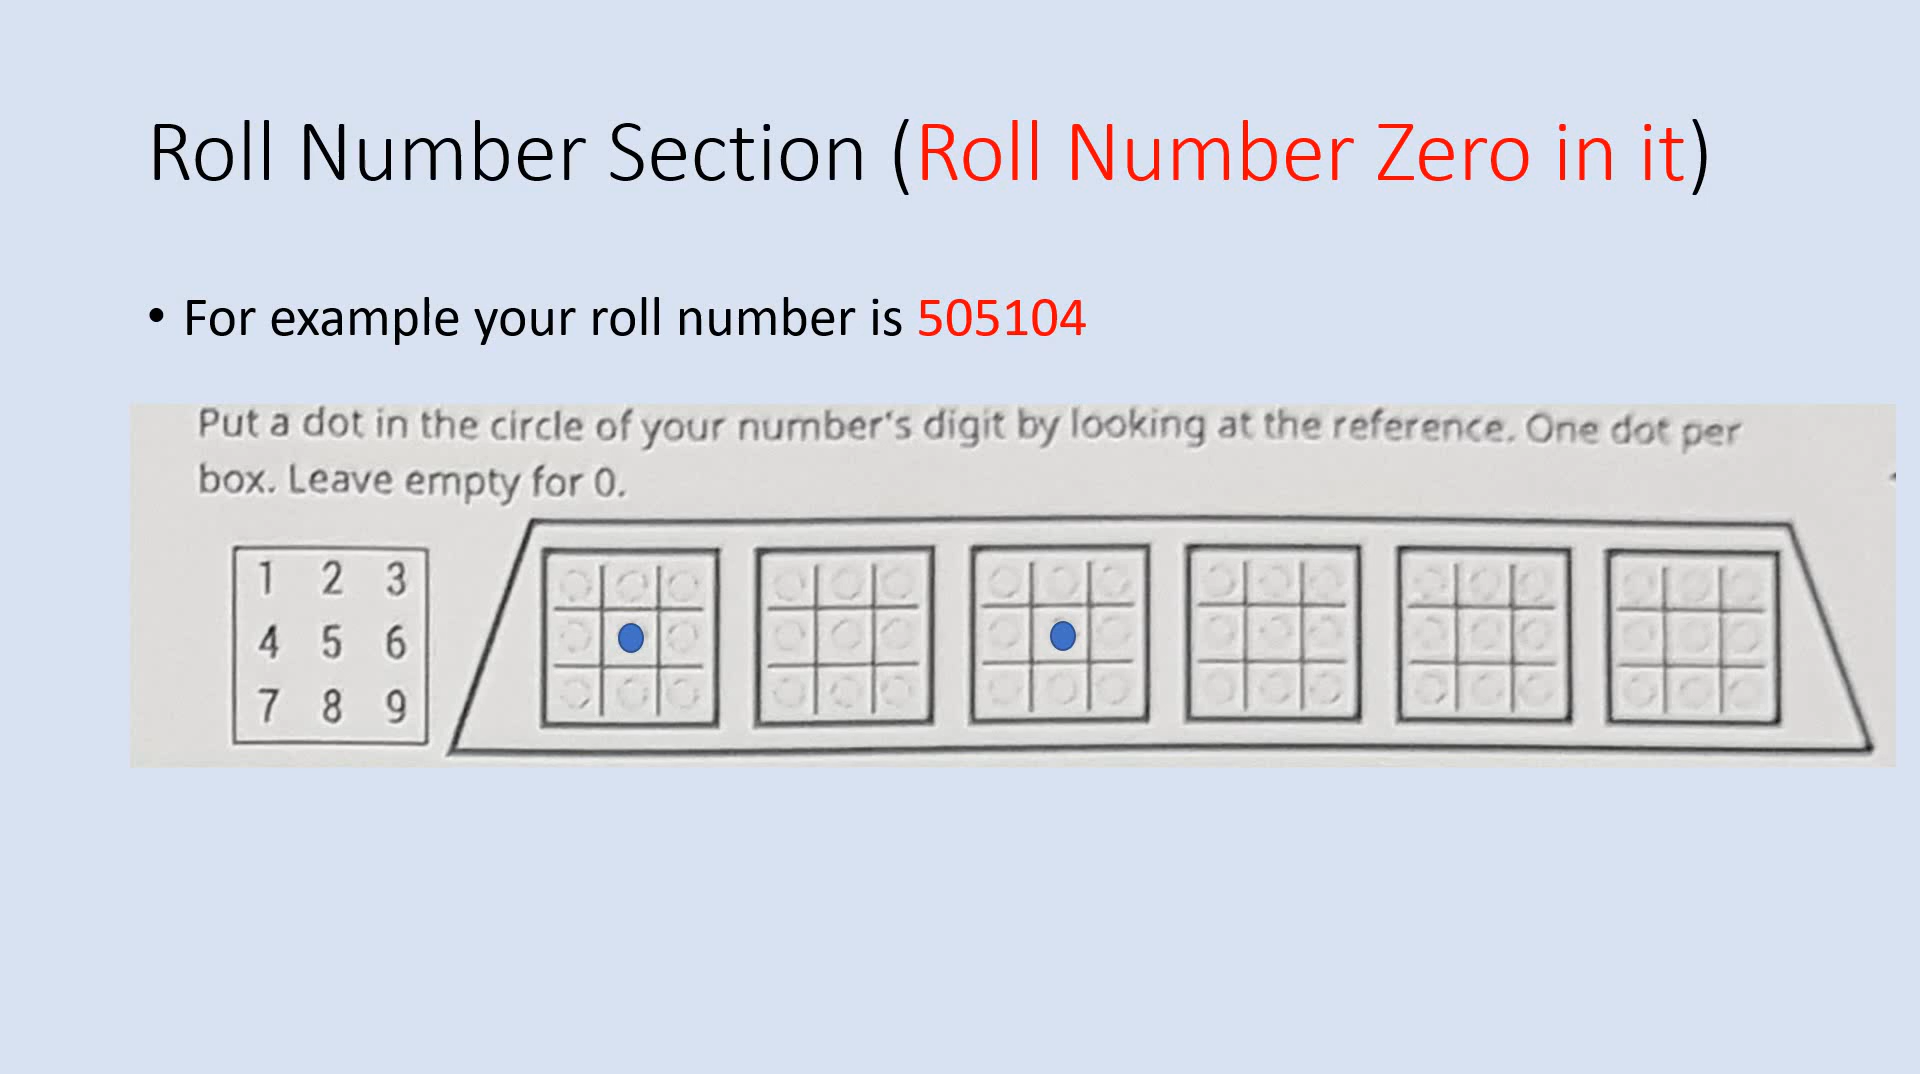 Roll Number Section (Roll Number Zero in it)
• For example your roll number is 505104
Put a dot in the circle of your number's digit by looking at the reference. One dot per
box. Leave empty for 0.
1 2 3
4 5 6
7 8 9